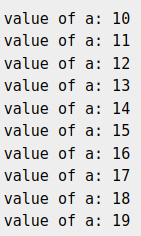 value of a: 10
value of a: 11
value of a: 12
value of a: 13
value of a: 14
value of a: 15
value of a: 16
value of a: 17
value of a: 18
value of a: 19